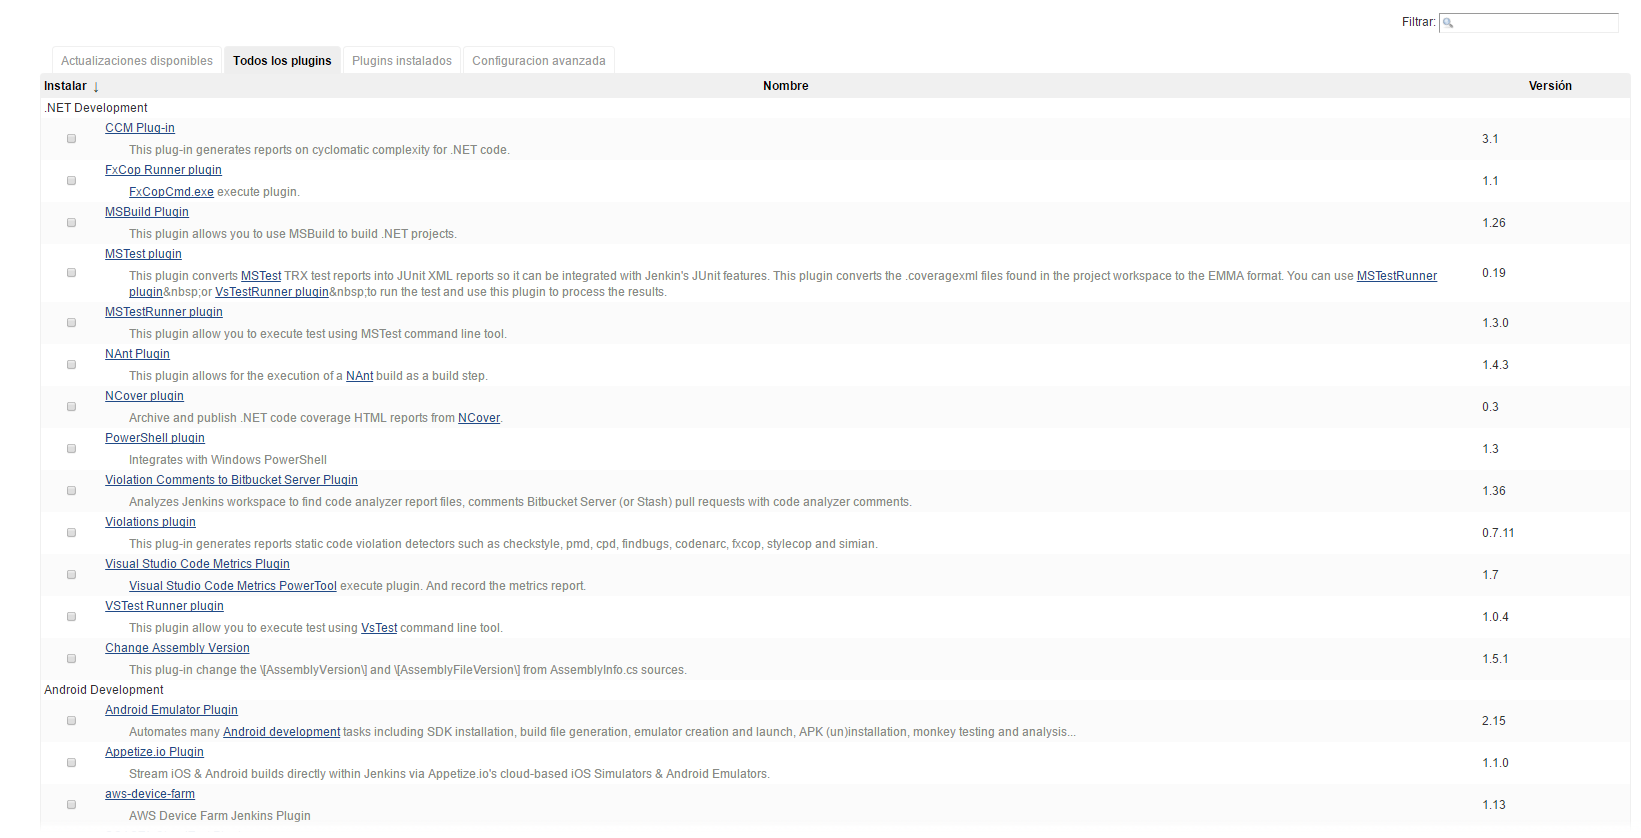 Filtrar:
Actualizaciones disponibles
Todos los plugins
Plugins instalados
Configuracion avanzada
Instalar ↓
Nombre
Versión
.NET Development
CCM Plug-in
This plug-in generates reports on cyclomatic complexity for .NET code.
3.1
FxCop Runner plugin
FxCopCmd.exe execute plugin.
1.1
MSBuild Plugin
This plugin allows you to use MSBuild to build .NET projects.
1.26
MSTest plugin
This plugin converts MSTest TRX test reports into JUnit XML reports so it can be integrated with Jenkin's JUnit features. This plugin converts the .coveragexml files found in the project workspace to the EMMA format. You can use MSTestRunner
plugin&nbsp;or VsTestRunner plugin&nbsp;to run the test and use this plugin to process the results.
0.19
MSTestRunner plugin
This plugin allow you to execute test using MSTest command line tool.
1.3.0
NAnt Plugin
This plugin allows for the execution of a NAnt build as a build step.
1.4.3
NCover plugin
Archive and publish .NET code coverage HTML reports from NCover.
0.3
PowerShell plugin
Integrates with Windows PowerShell
1.3
Violation Comments to Bitbucket Server Plugin
Analyzes Jenkins workspace to find code analyzer report files, comments Bitbucket Server (or Stash) pull requests with code analyzer comments.
1.36
Violations plugin
This plug-in generates reports static code violation detectors such as checkstyle, pmd, cpd, findbugs, codenarc, fxcop, stylecop and simian.
0.7.11
Visual Studio Code Metrics Plugin
Visual Studio Code Metrics PowerTool execute plugin. And record the metrics report.
1.7
VSTest Runner plugin
This plugin allow you to execute test using VsTest command line tool.
1.0.4
Change Assembly Version
This plug-in change the \[AssemblyVersion\] and \[AssemblyFileVersion\] from AssemblyInfo.cs sources.
1.5.1
Android Development
Android Emulator Plugin
Automates many Android development tasks including SDK installation, build file generation, emulator creation and launch, APK (un)installation, monkey testing and analysis...
2.15
Appetize.io Plugin
Stream iOS & Android builds directly within Jenkins via Appetize.io's cloud-based iOS Simulators & Android Emulators.
1.1.0
aws-device-farm
AWS Device Farm Jenkins Plugin
1.13